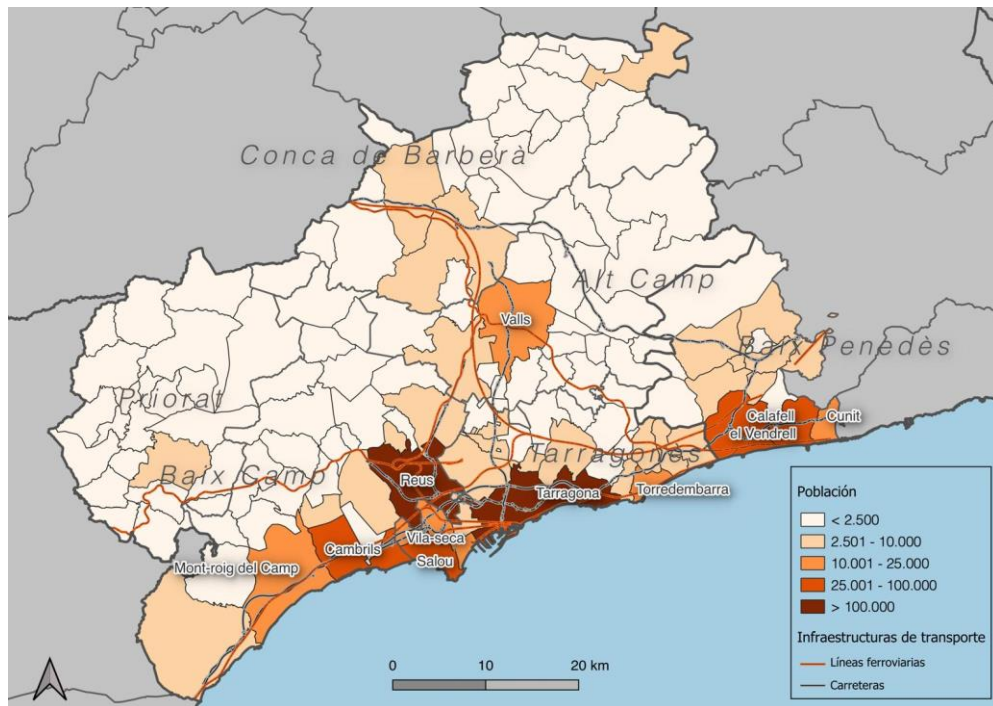 Conca de Barberà
Alt Camp
Valls
Baix Penedès
Priorat
Calafell
Cunit
el Vendrell
Baix Camp
Tarragonès
Reus
Tarragona
Torredembarra
Vila-seca
Cambrils
Salou
Mont-roig del Camp
Población
< 2.500
2.501 - 10.000
10.001 - 25.000
25.001 - 100.000
> 100.000
Infraestructuras de transporte
Líneas ferroviarias
Carreteras
0 10 20 km